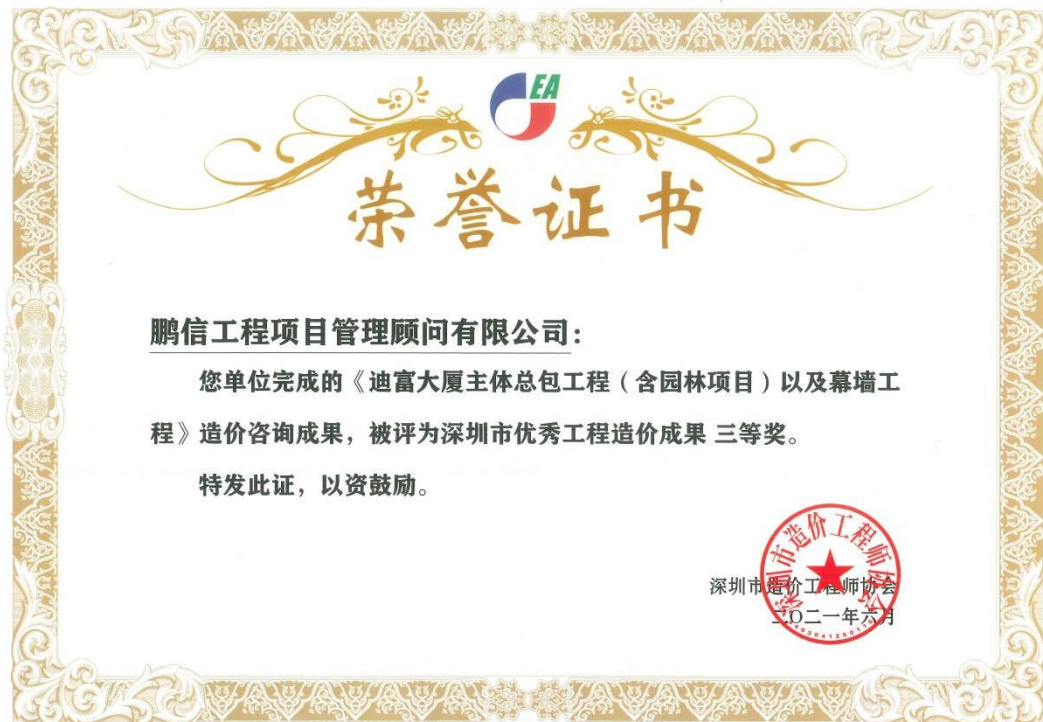 EA
荣誉证书
鹏信工程项目管理顾问有限公司：
您单位完成的《迪富大厦主体总包工程（含园林项目）以及幕墙工
程》造价咨询成果，被评为深圳市优秀工程造价成果 三等奖。
特发此证，以资鼓励。
深圳市造价工程师协会
深圳市造价工程师协会
二〇二一年六月